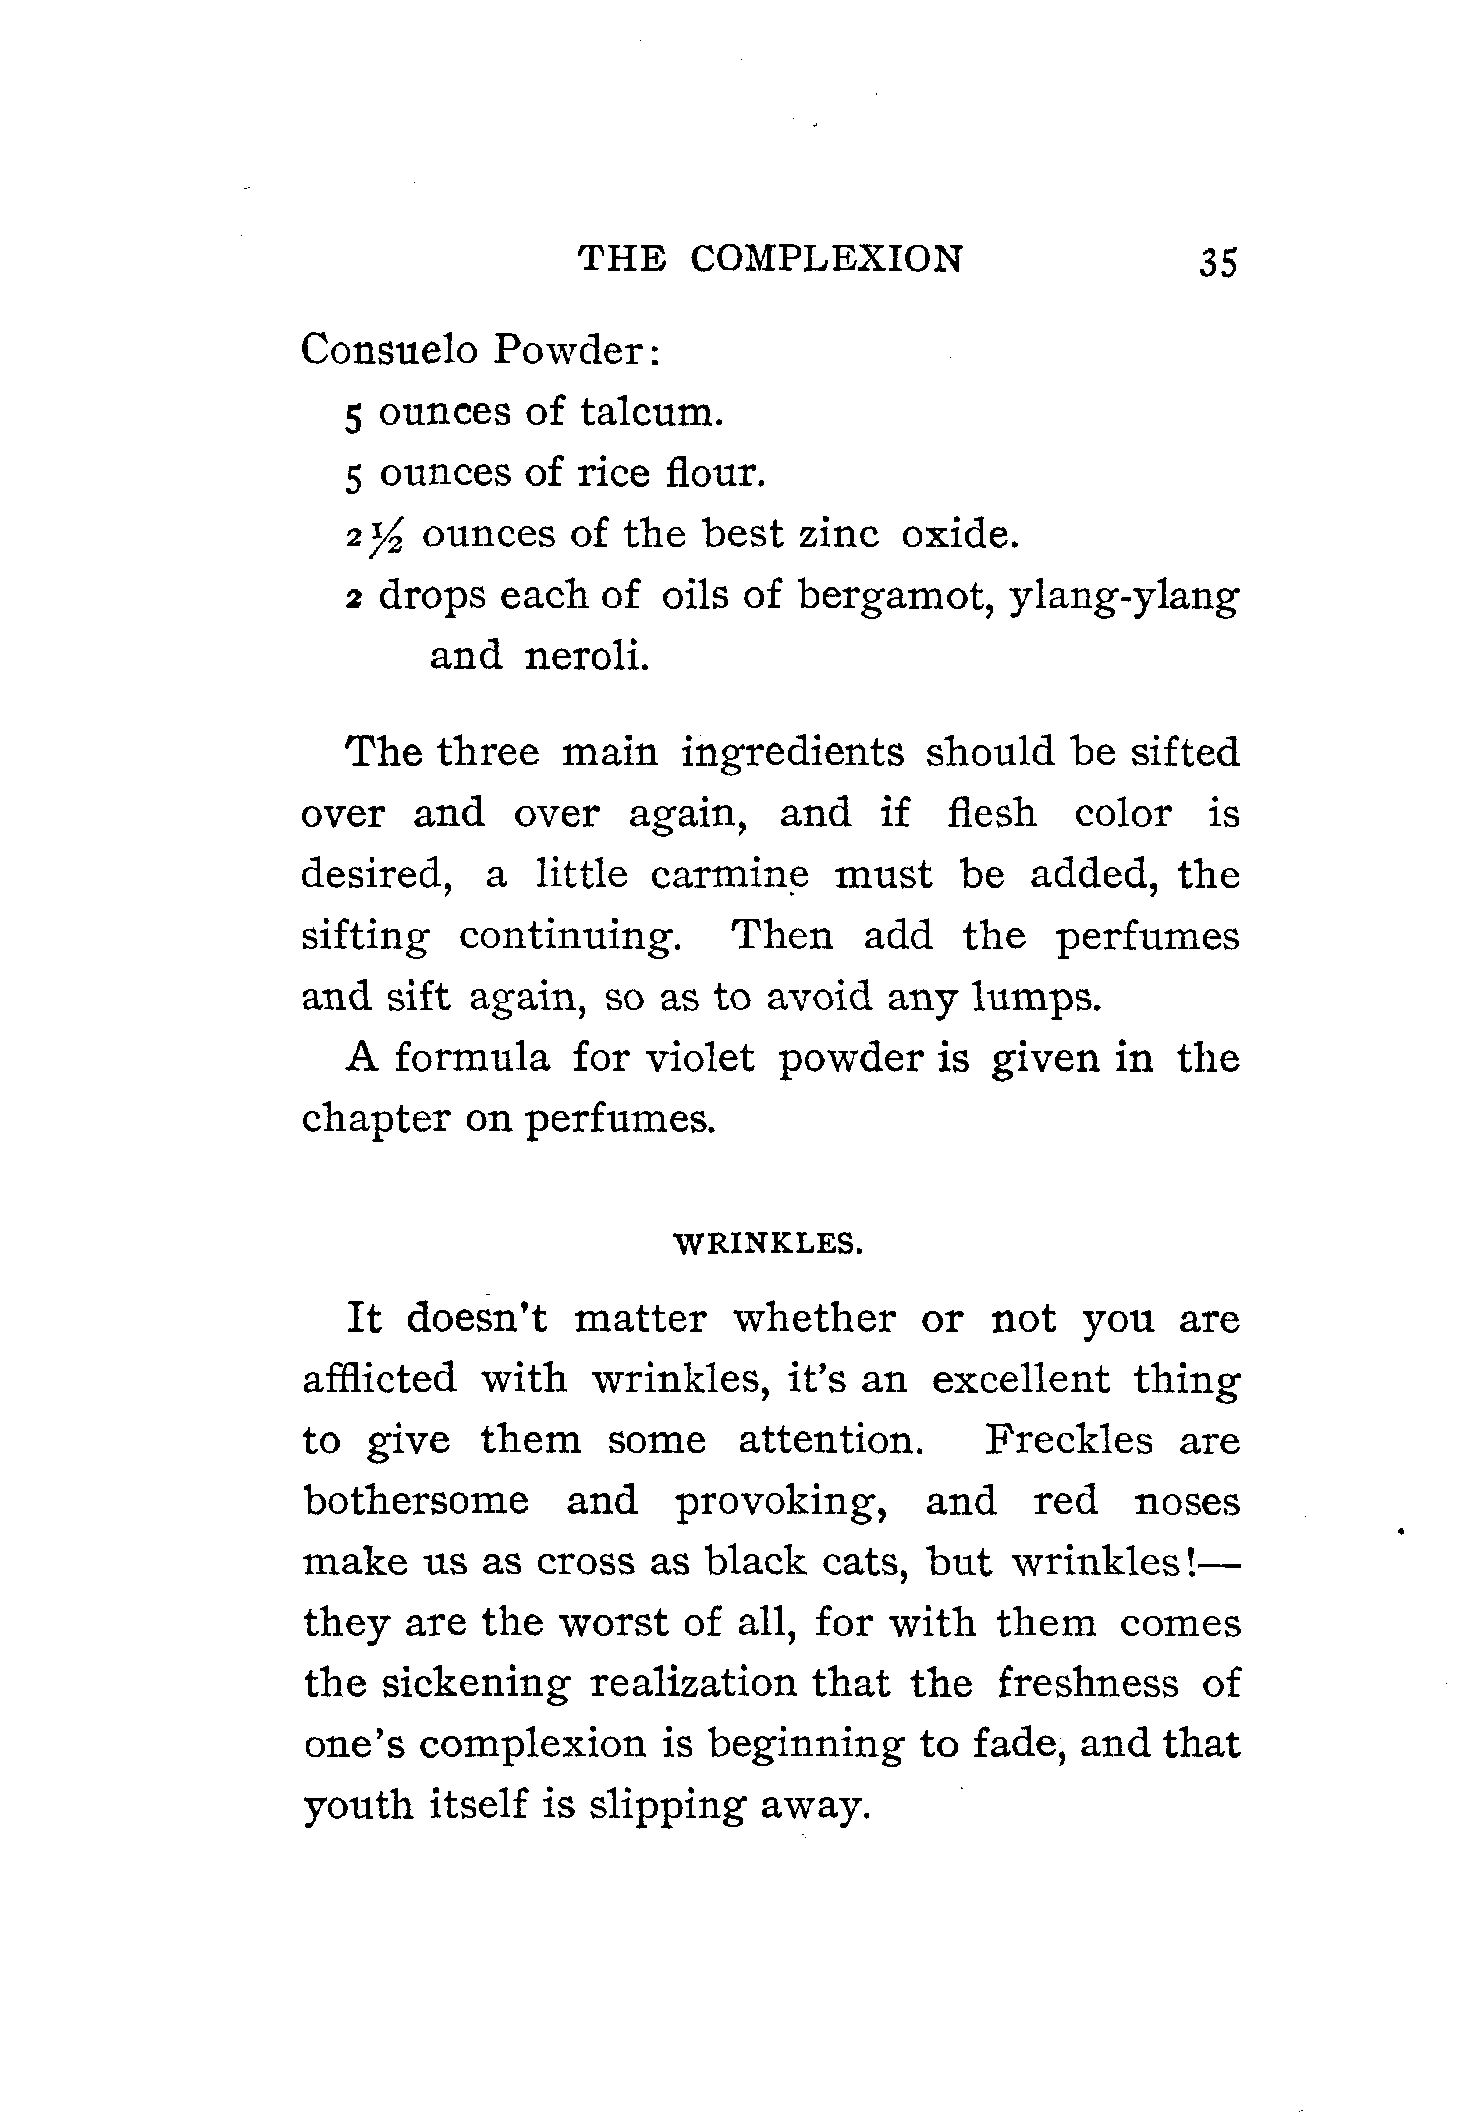 THE COMPLEXION 35
Consuelo Powder:
5 ounces of talcum.
5 ounces of rice flour.
2½ ounces of the best zinc oxide.
2 drops each of oils of bergamot, ylang-ylang
and neroli.
The three main ingredients should be sifted
over and over again, and if flesh color is
desired, a little carmine must be added, the
sifting continuing. Then add the perfumes
and sift again, so as to avoid any lumps.
A formula for violet powder is given in the
chapter on perfumes.
WRINKLES.
It doesn't matter whether or not you are
afflicted with wrinkles, it's an excellent thing
to give them some attention. Freckles are
bothersome and provoking, and red noses
make us as cross as black cats, but wrinkles!—
they are the worst of all, for with them comes
the sickening realization that the freshness of
one's complexion is beginning to fade, and that
youth itself is slipping away.